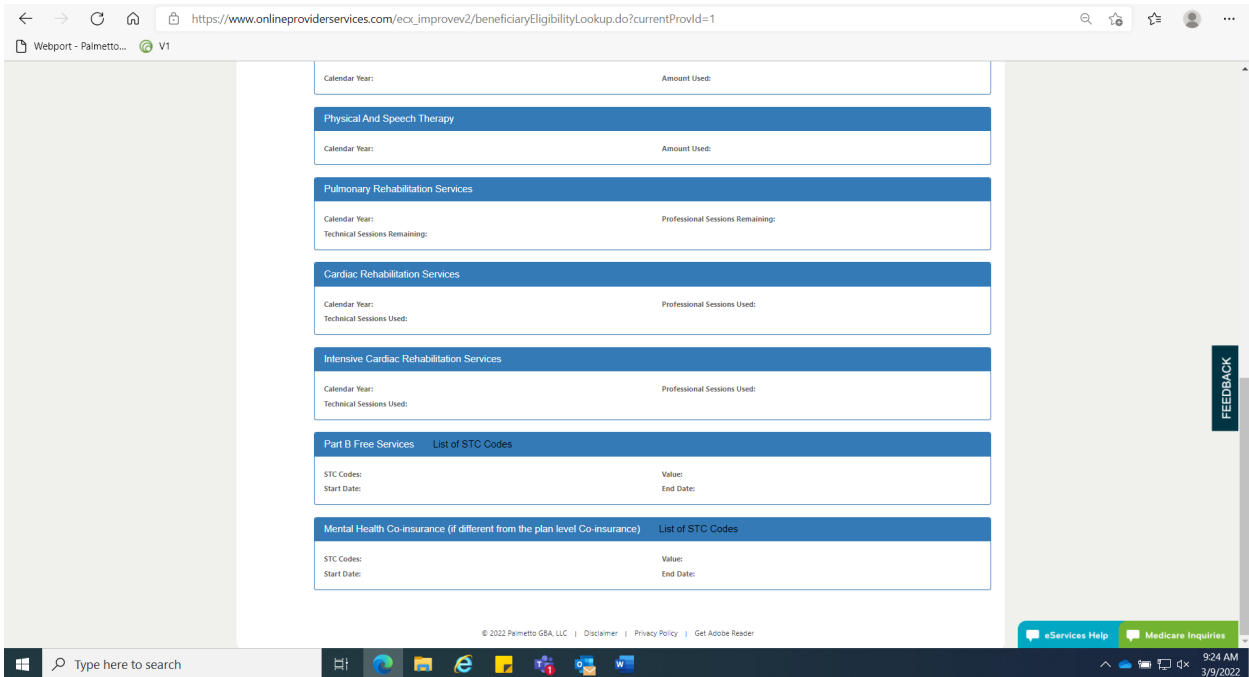 https://www.onlineproviderservices.com/ecx_improvev2/beneficiaryEligibilityLookup.do?currentProvId=1
Webport - Palmetto... V1
Calendar Year: Amount Used:
Physical And Speech Therapy
Calendar Year: Amount Used:
Pulmonary Rehabilitation Services
Calendar Year: Professional Sessions Remaining:
Technical Sessions Remaining:
Cardiac Rehabilitation Services
Calendar Year: Professional Sessions Used:
Technical Sessions Used:
Intensive Cardiac Rehabilitation Services
Calendar Year: Professional Sessions Used:
Technical Sessions Used:
FEEDBACK
Part B Free Services List of STC Codes
STC Codes: Value:
Start Date: End Date:
Mental Health Co-insurance (if different from the plan level Co-insurance) List of STC Codes
STC Codes: Value:
Start Date: End Date:
© 2022 Palmetto GBA, LLC | Disclaimer | Privacy Policy | Get Adobe Reader
eServices Help Medicare Inquiries
Type here to search
9:24 AM
3/9/2022